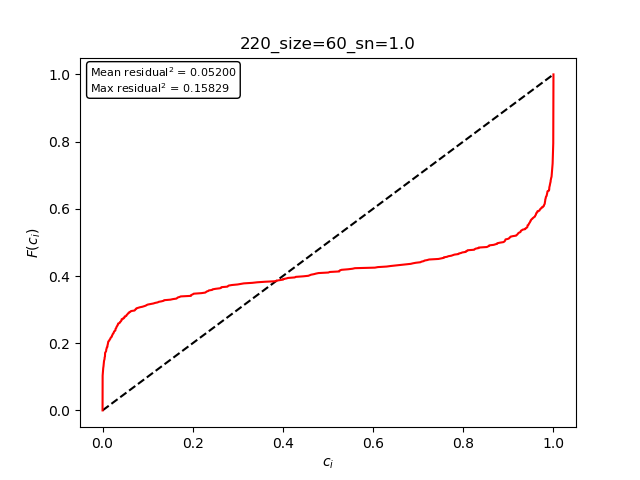 220_size=60_sn=1.0
Mean residual² = 0.05200
Max residual² = 0.15829
1.0
0.8
0.6
0.4
0.2
0.0
F(cᵢ)
0.0 0.2 0.4 0.6 0.8 1.0
cᵢ